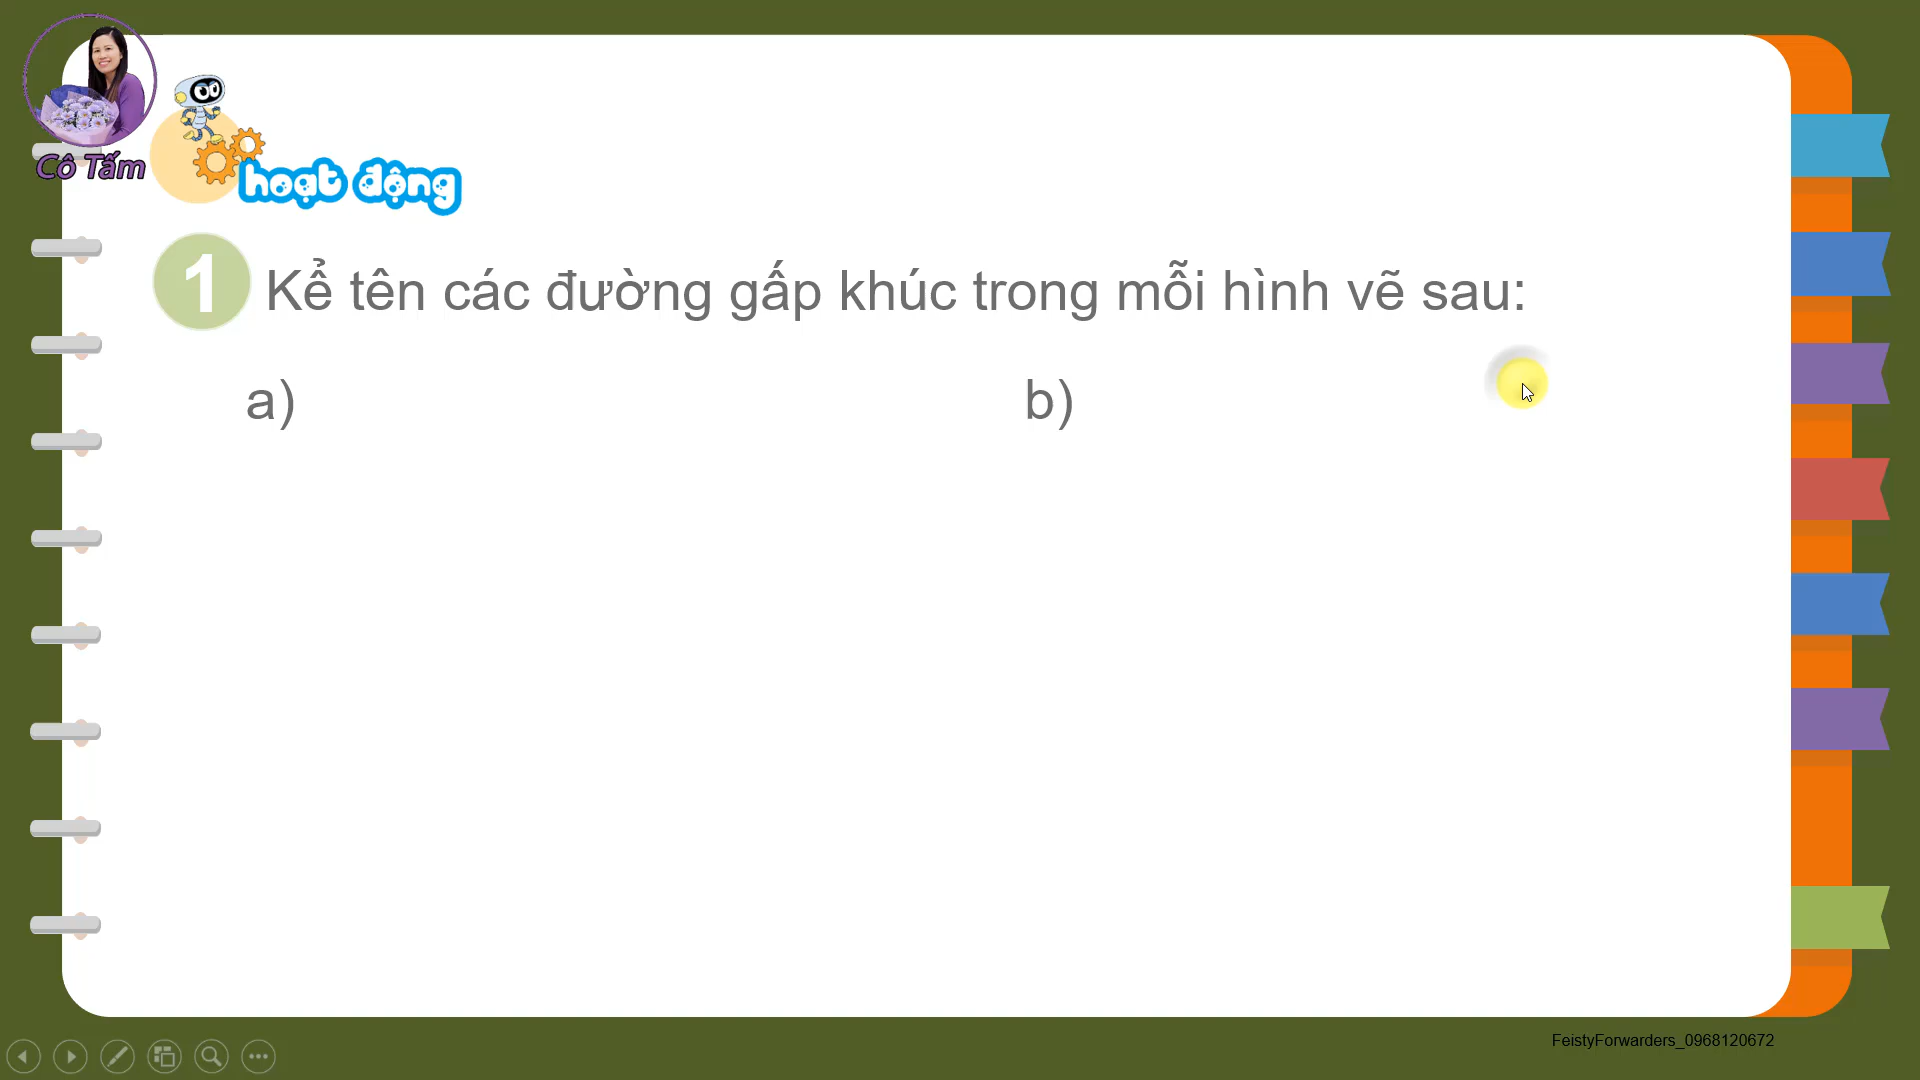 Cô Tấm
hoạt động
1 Kể tên các đường gấp khúc trong mỗi hình vẽ sau:
a) b)
FeistyForwarders_0968120672